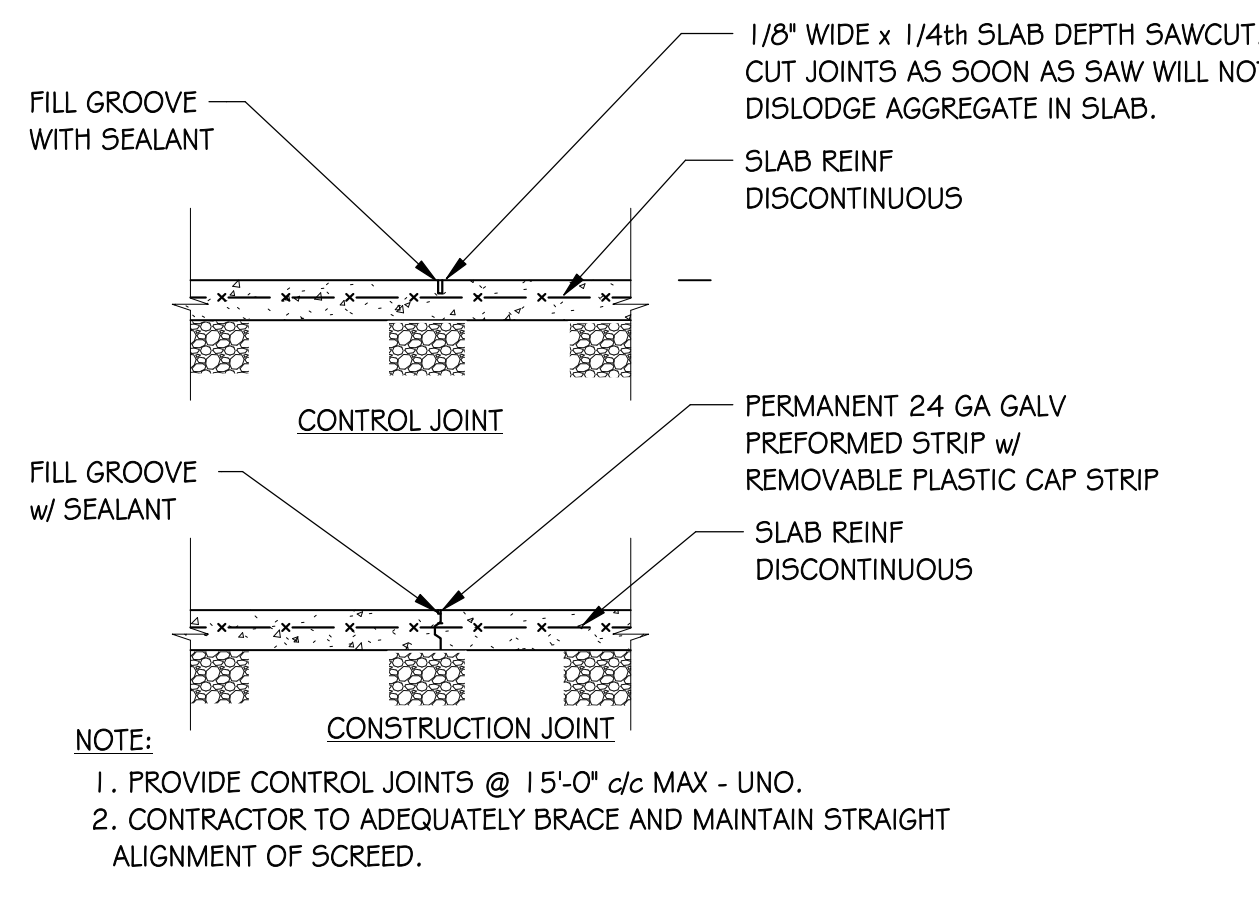 1/8" WIDE x 1/4th SLAB DEPTH SAWCUT.
CUT JOINTS AS SOON AS SAW WILL
DISLODGE AGGREGATE IN SLAB.
FILL GROOVE
WITH SEALANT
SLAB REINF
DISCONTINUOUS
CONTROL JOINT
PERMANENT 24 GA GALV
PREFORMED STRIP w/
REMOVABLE PLASTIC CAP STRIP
FILL GROOVE
w/ SEALANT
SLAB REINF
DISCONTINUOUS
CONSTRUCTION JOINT
NOTE:
1. PROVIDE CONTROL JOINTS @ 15'-0" c/c MAX - UNO.
2. CONTRACTOR TO ADEQUATELY BRACE AND MAINTAIN STRAIGHT
ALIGNMENT OF SCREED.